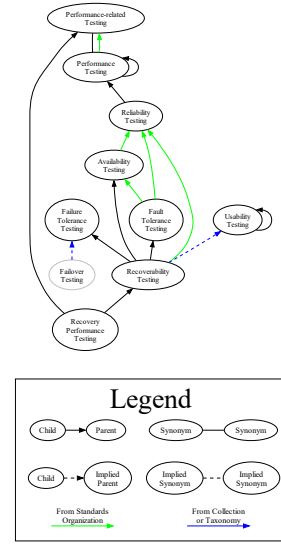 Performance-related
Testing
Performance
Testing
Reliability
Testing
Availability
Testing
Failure
Tolerance
Testing
Fault
Tolerance
Testing
Usability
Testing
Failover
Testing
Recoverability
Testing
Recovery
Performance
Testing
Legend
Child
Parent
Synonym
Synonym
Child
Implied
Parent
Implied
Synonym
Implied
Synonym
From Standards
Organization
From Collection
or Taxonomy